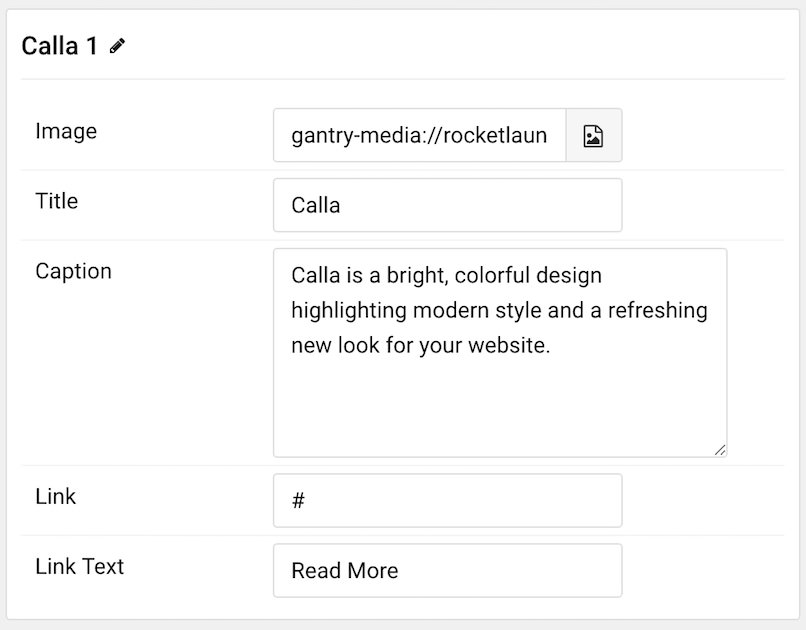 Calla 1
Image
gantry-media://rocketlaun
Title
Calla
Caption
Calla is a bright, colorful design
highlighting modern style and a refreshing
new look for your website.
Link
#
Link Text
Read More